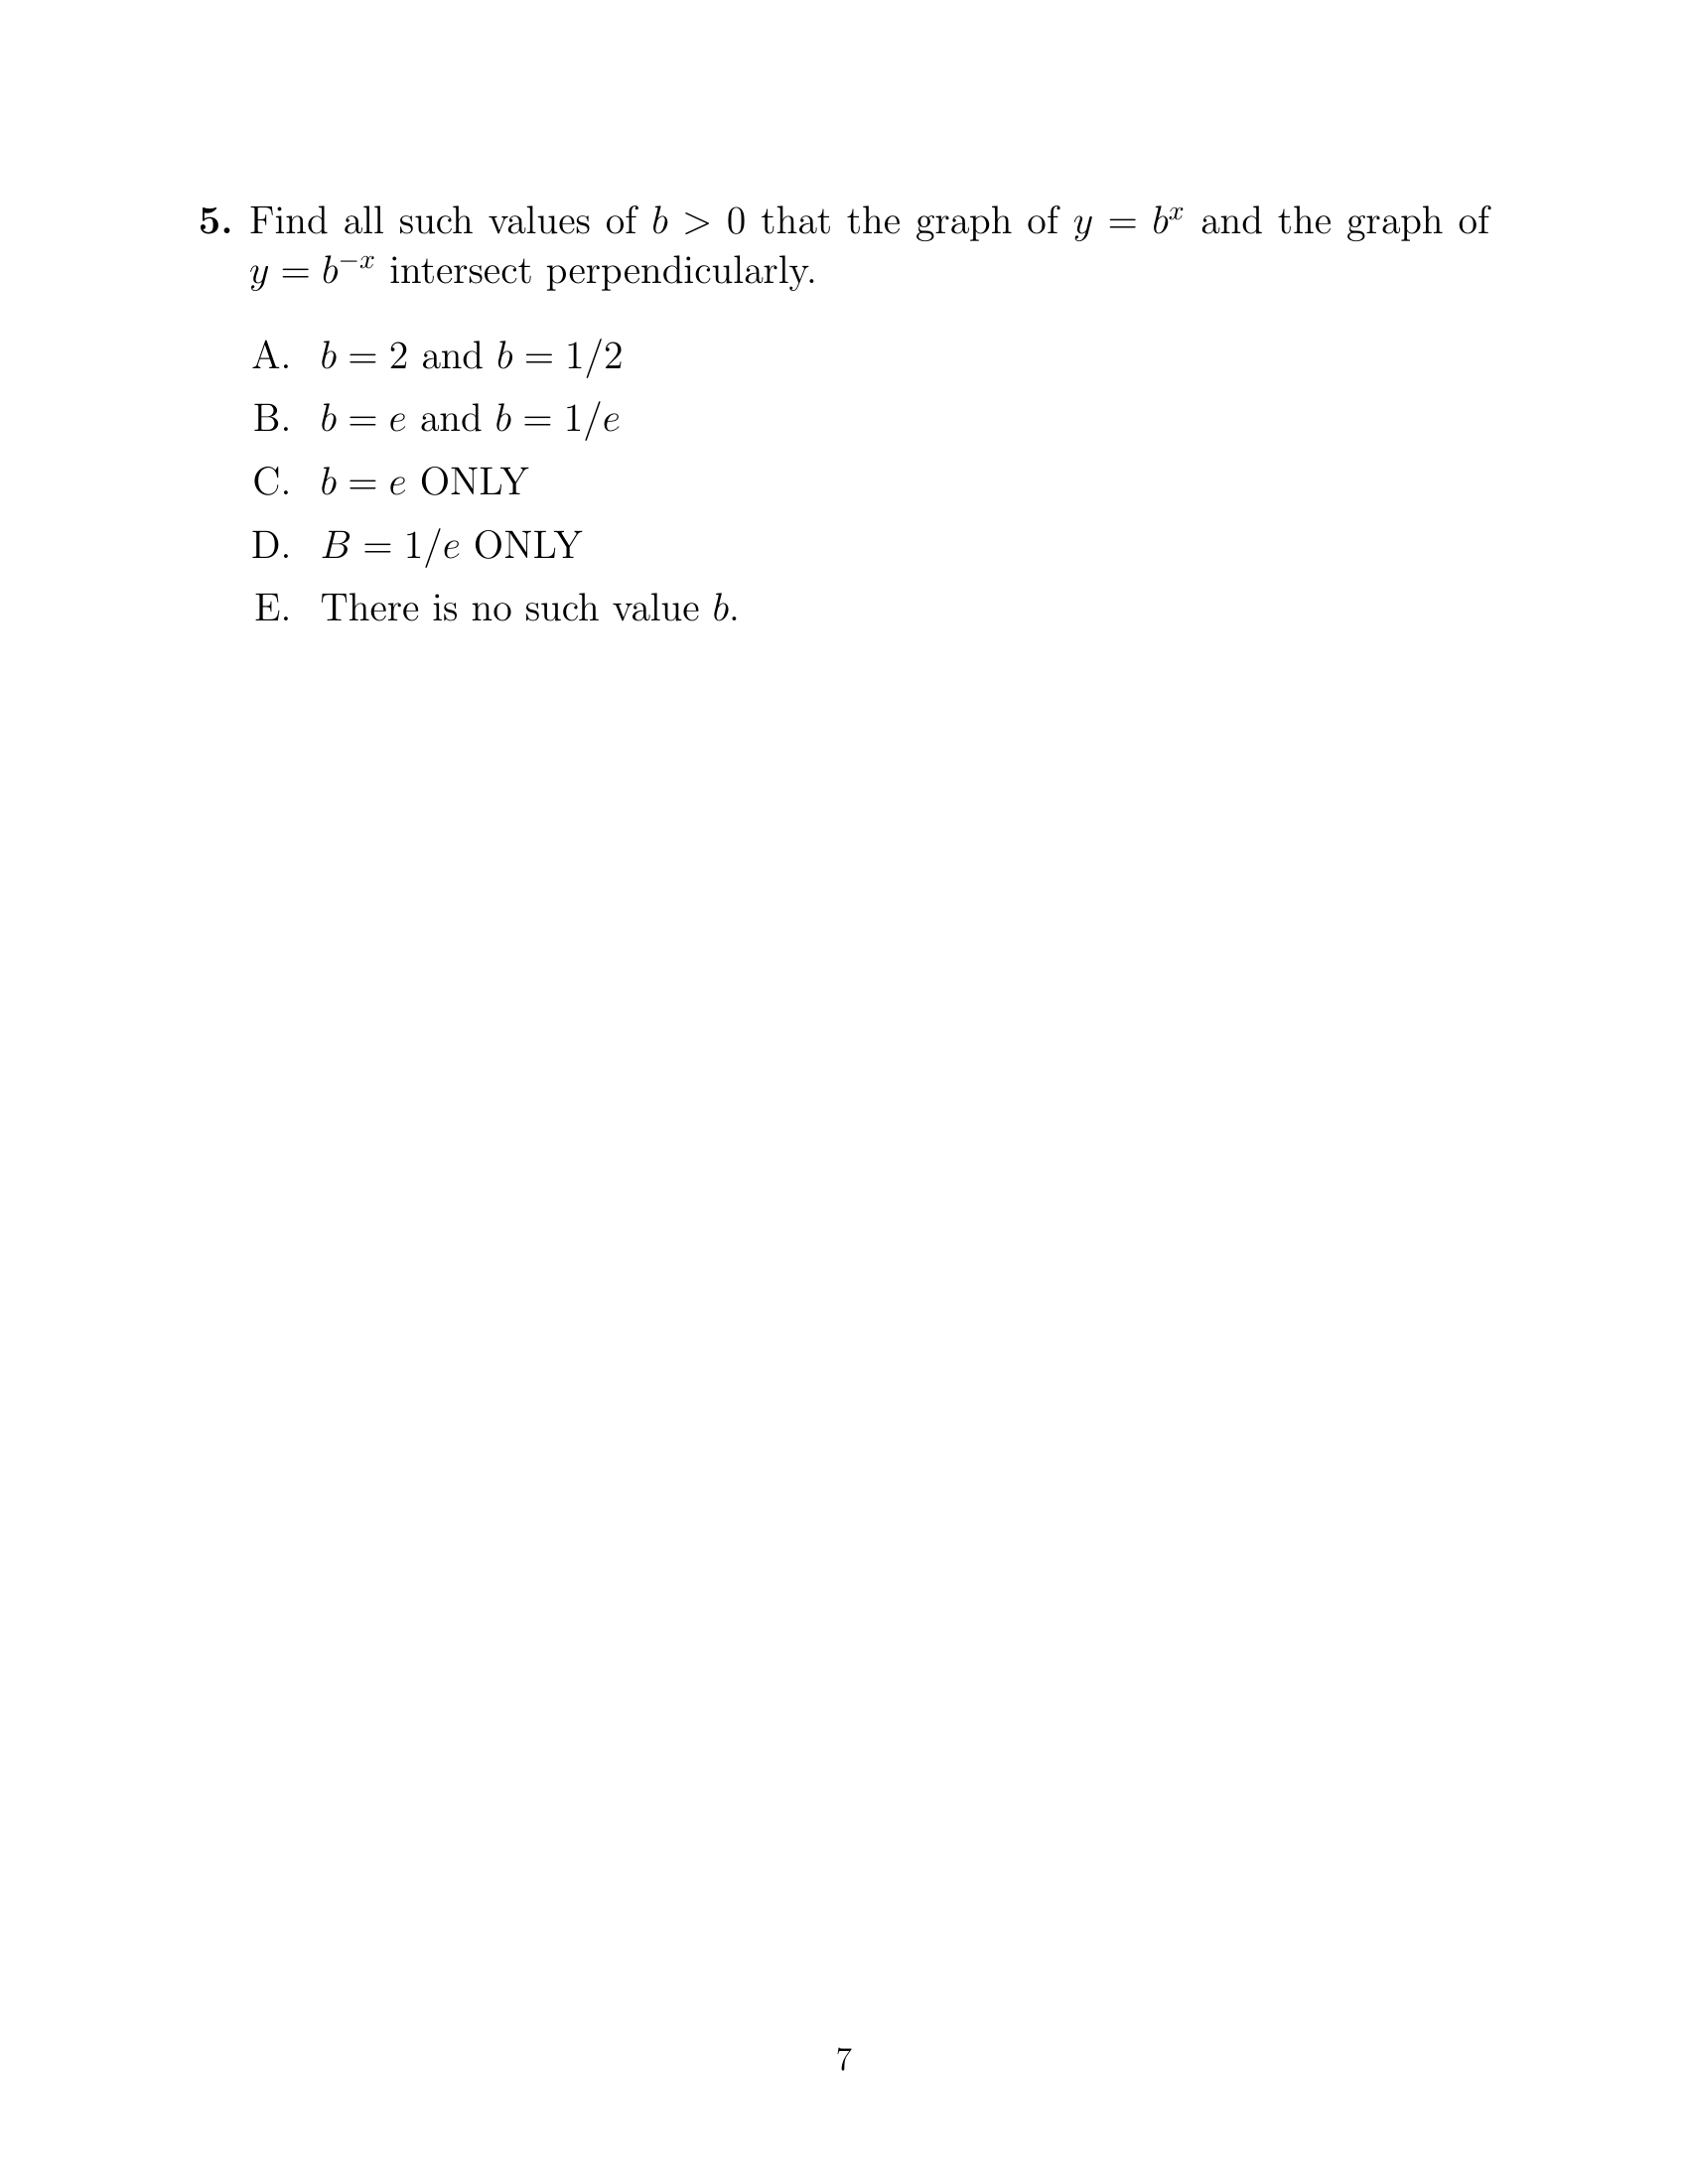 5. Find all such values of $b > 0$ that the graph of $y = b^x$ and the graph of
$y = b^{-x}$ intersect perpendicularly.
A. $b = 2$ and $b = 1/2$
B. $b = e$ and $b = 1/e$
C. $b = e$ ONLY
D. $B = 1/e$ ONLY
E. There is no such value $b$.
7